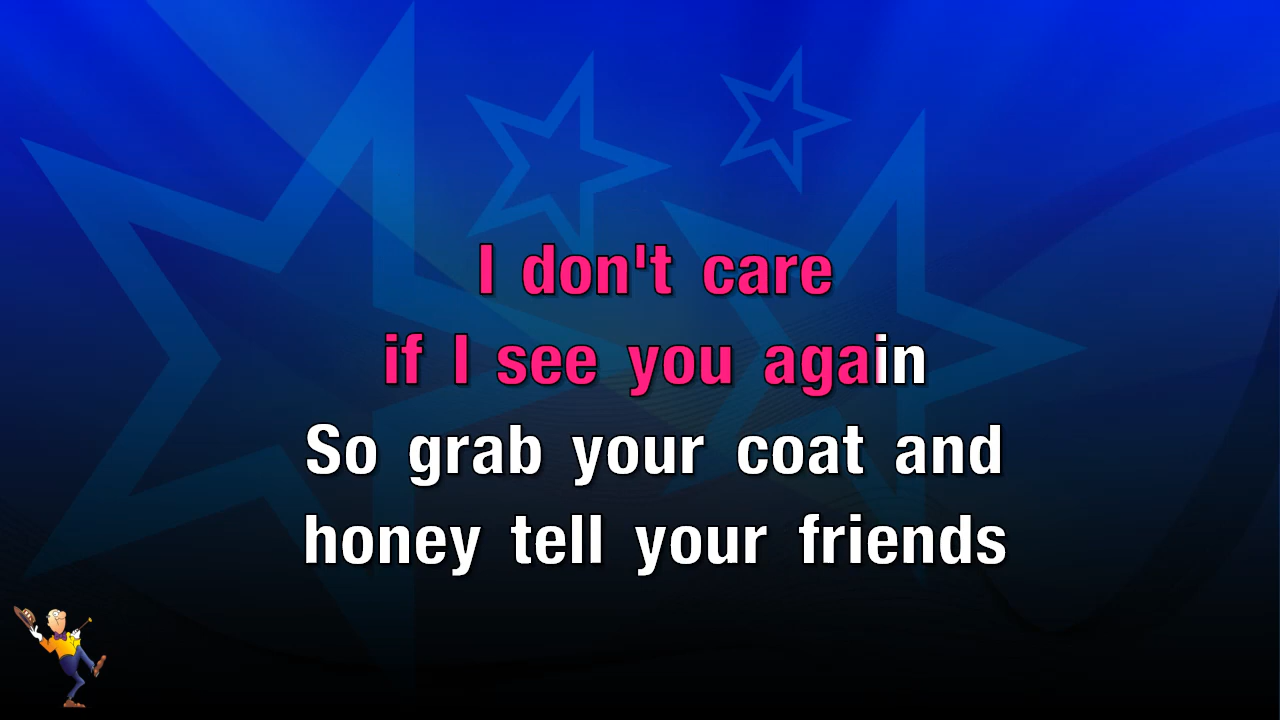 I don't care
if I see you again
So grab your coat and
honey tell your friends